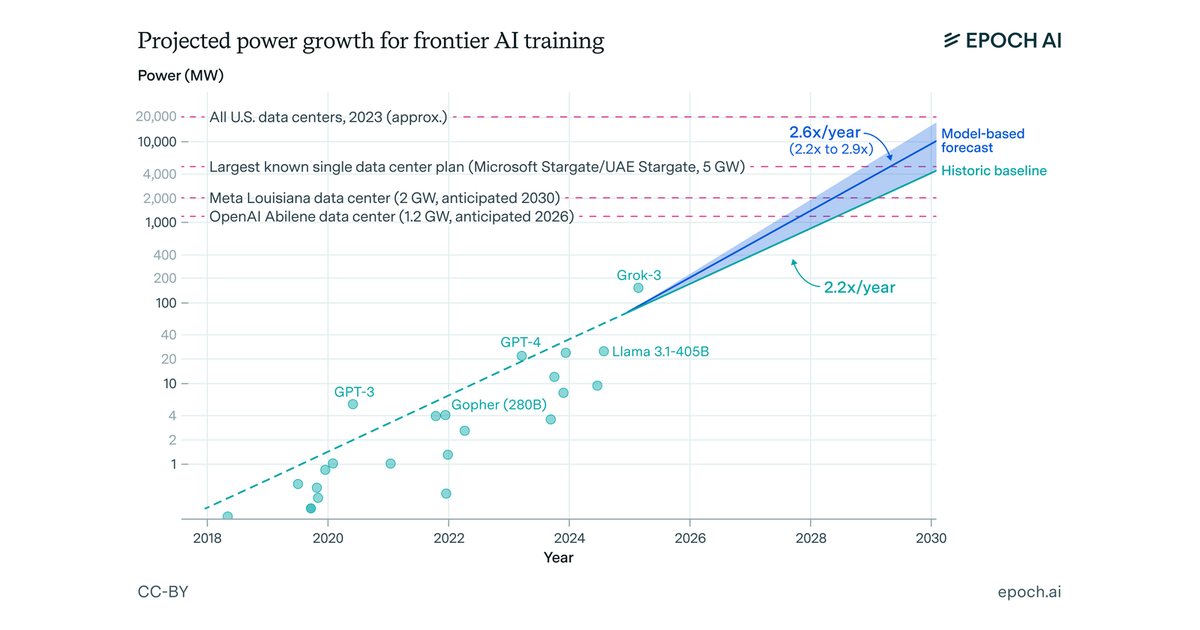 Projected power growth for frontier AI training
EPOCH AI
Power (MW)
20,000
All U.S. data centers, 2023 (approx.)
10,000
2.6x/year
(2.2x to 2.9x)
Model-based
forecast
4,000
Largest known single data center plan (Microsoft Stargate/UAE Stargate, 5 GW)
Historic baseline
2,000
Meta Louisiana data center (2 GW, anticipated 2030)
1,000
OpenAI Abilene data center (1.2 GW, anticipated 2026)
400
200
Grok-3
2.2x/year
100
40
GPT-4
20
Llama 3.1-405B
10
GPT-3
4
Gopher (280B)
2
1
2018 2020 2022 2024 2026 2028 2030
Year
CC-BY
epoch.ai